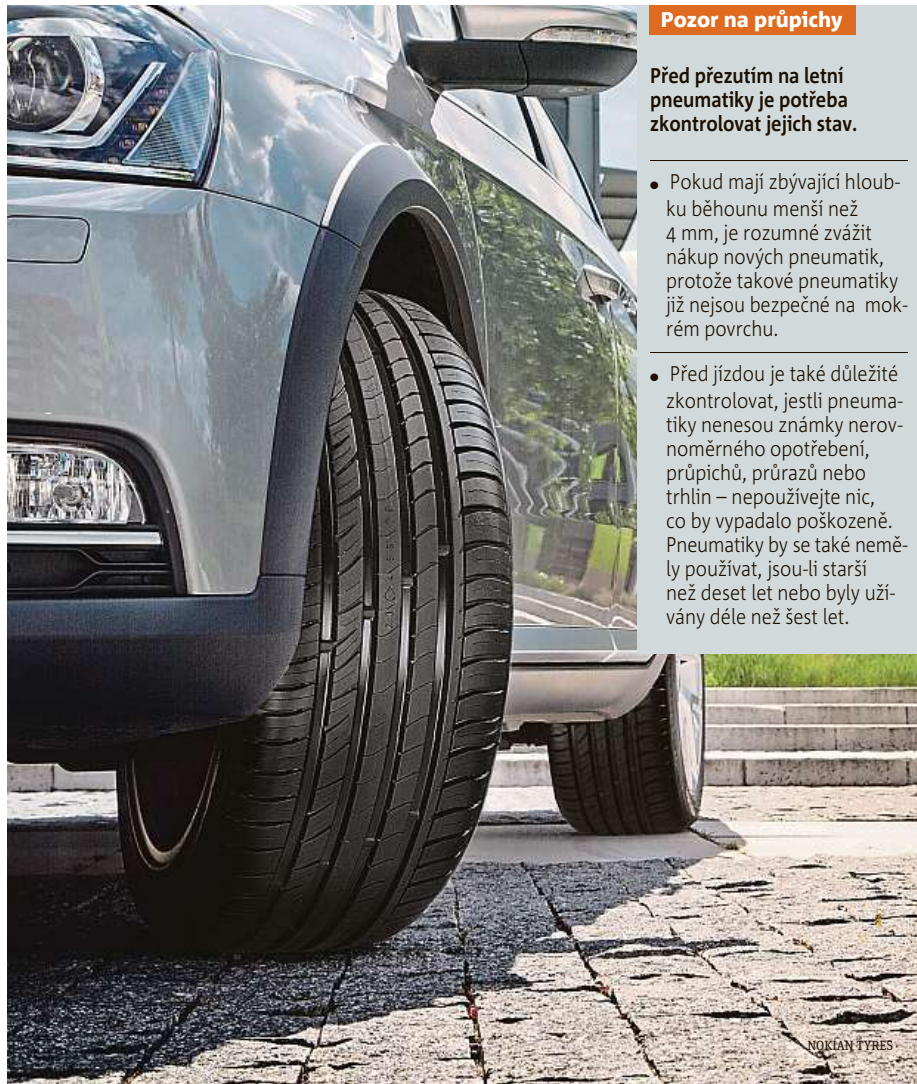 Pozor na průpichy
Před přezutím na letní
pneumatiky je potřeba
zkontrolovat jejich stav.
● Pokud mají zbývající hloub-
ku běhounu menší než
4 mm, je rozumné zvážit
nákup nových pneumatik,
protože takové pneumatiky
již nejsou bezpečné na mok-
rém povrchu.
● Před jízdou je také důležité
zkontrolovat, jestli pneuma-
tiky nenesou známky nerov-
noměrného opotřebení,
průpichů, průrazů nebo
trhlin – nepoužívejte nic,
co by vypadalo poškozeně.
Pneumatiky by se také nemě-
ly používat, jsou-li starší
než deset let nebo byly uží-
vány déle než šest let.
NOKIAN TYRES